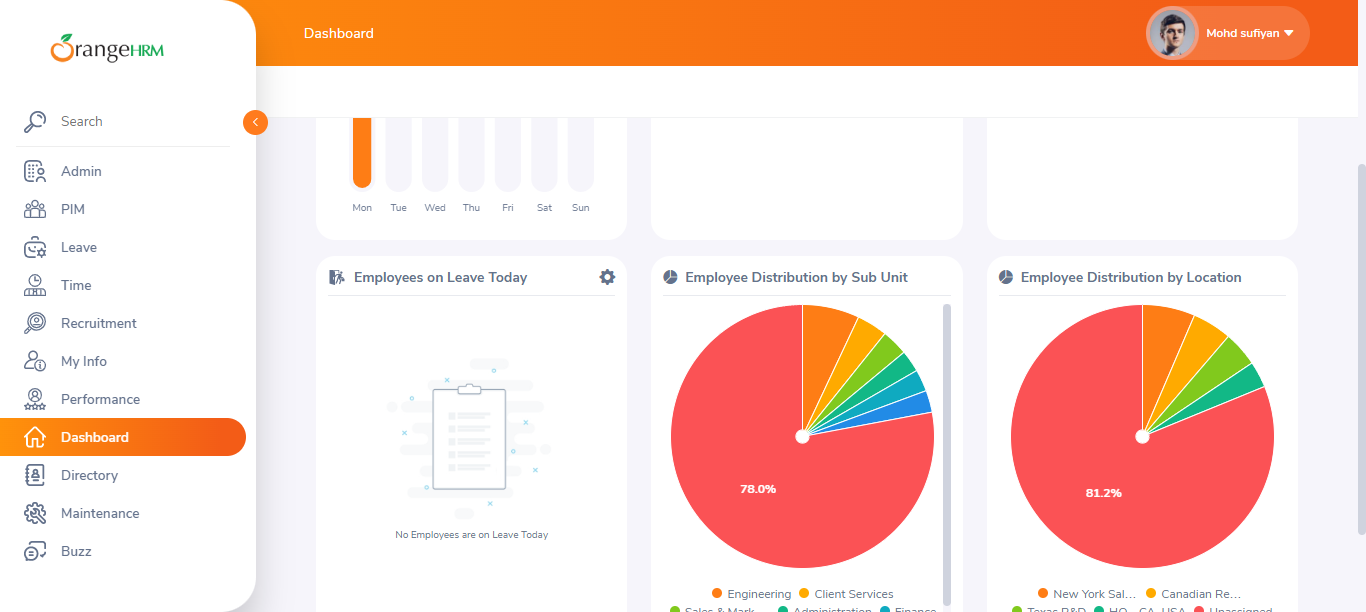 OrangeHRM
Dashboard
Mohd sufiyan
Search
Admin
PIM
Leave
Time
Recruitment
My Info
Performance
Dashboard
Directory
Maintenance
Buzz
Mon Tue Wed Thu Fri Sat Sun
Employees on Leave Today
No Employees are on Leave Today
Employee Distribution by Sub Unit
78.0%
Engineering Client Services
Sales & Mark... Administration Finance
Employee Distribution by Location
81.2%
New York Sal... Canadian Re...
Texas R&D HQ - CA, USA Unassigned